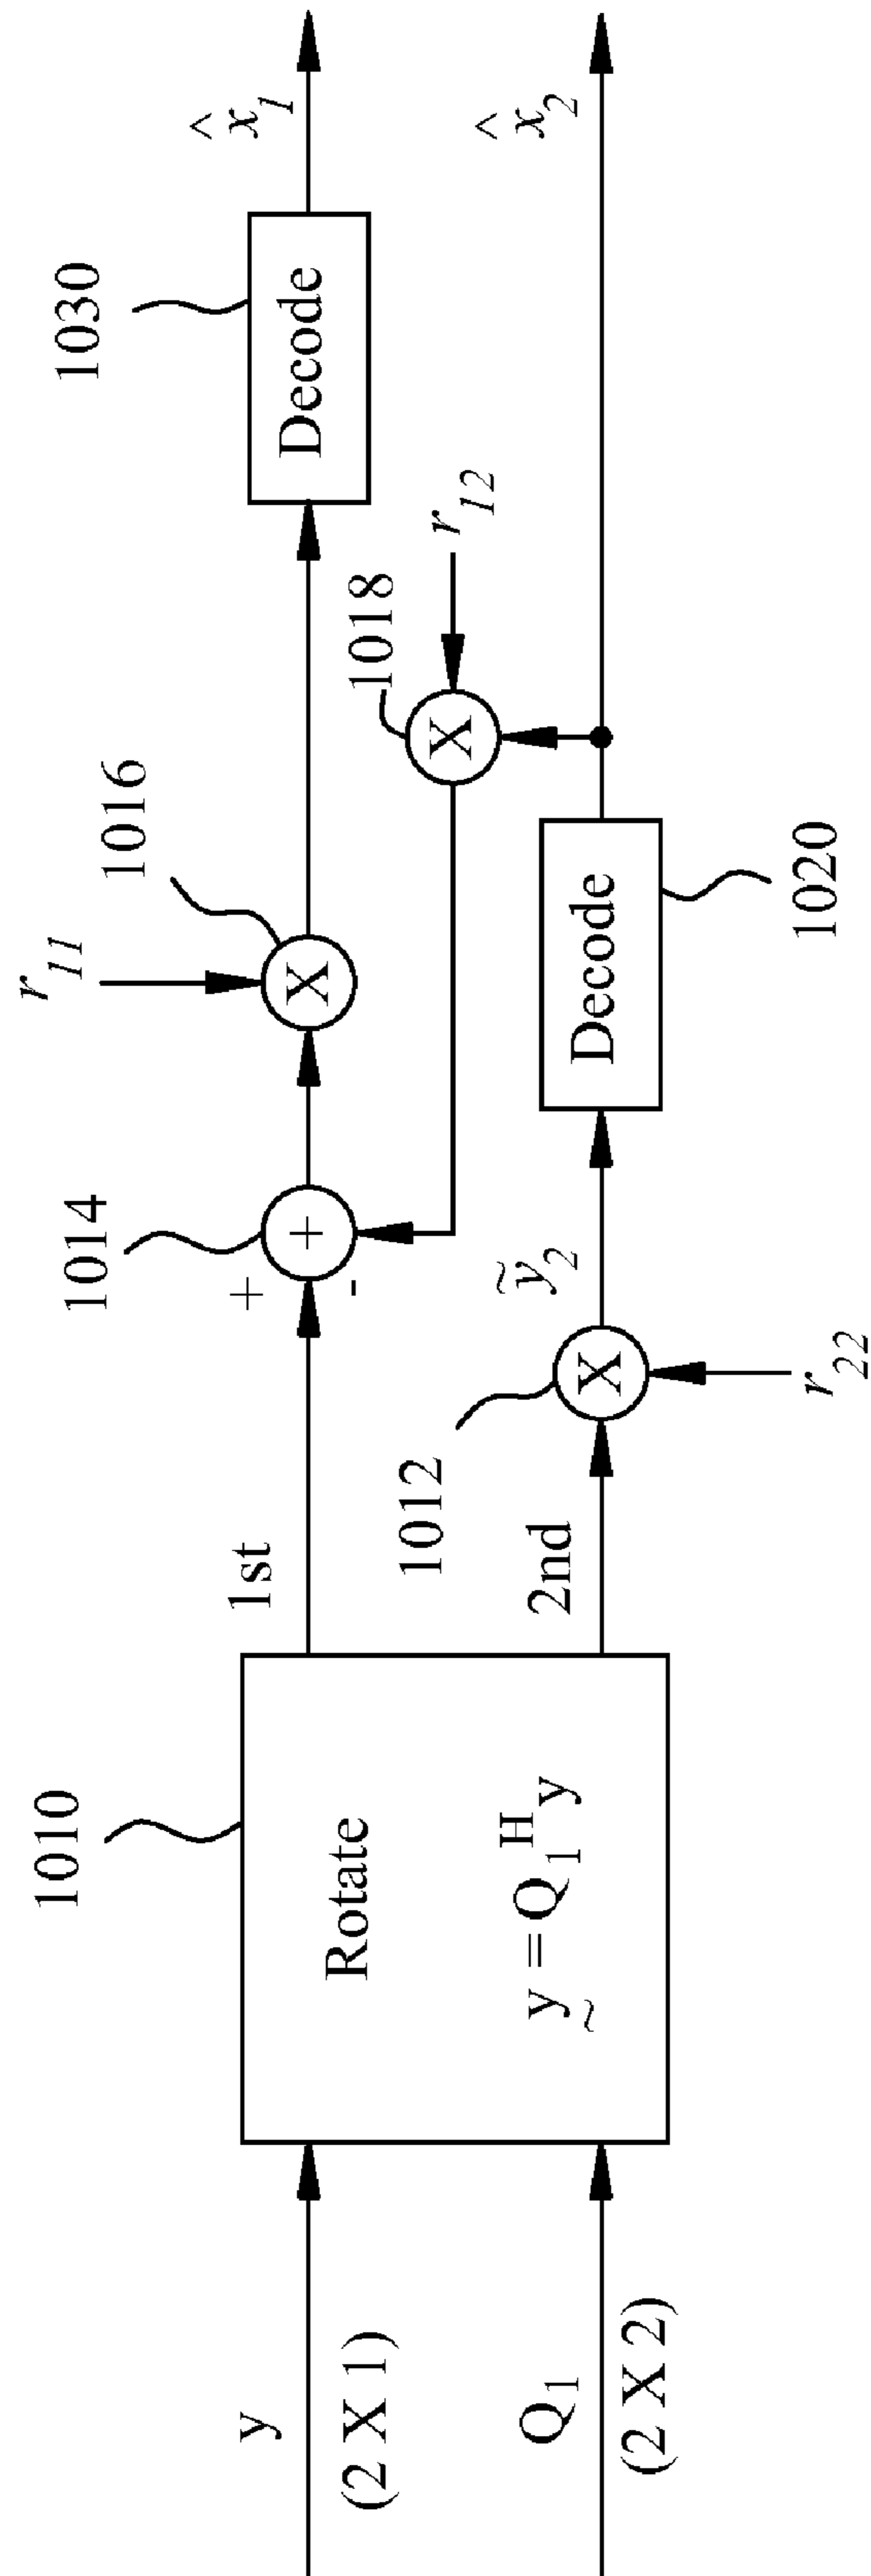 y
(2 X 1)
Q₁
(2 X 2)
1010
Rotate
ỹ = Q₁ᴴ y
1st
2nd
1012
r₂₂
ỹ₂
X
1014
+
-
+
r₁₁
1016
X
1018
X
r₁₂
Decode
1020
Decode
1030
x̂₁
x̂₂